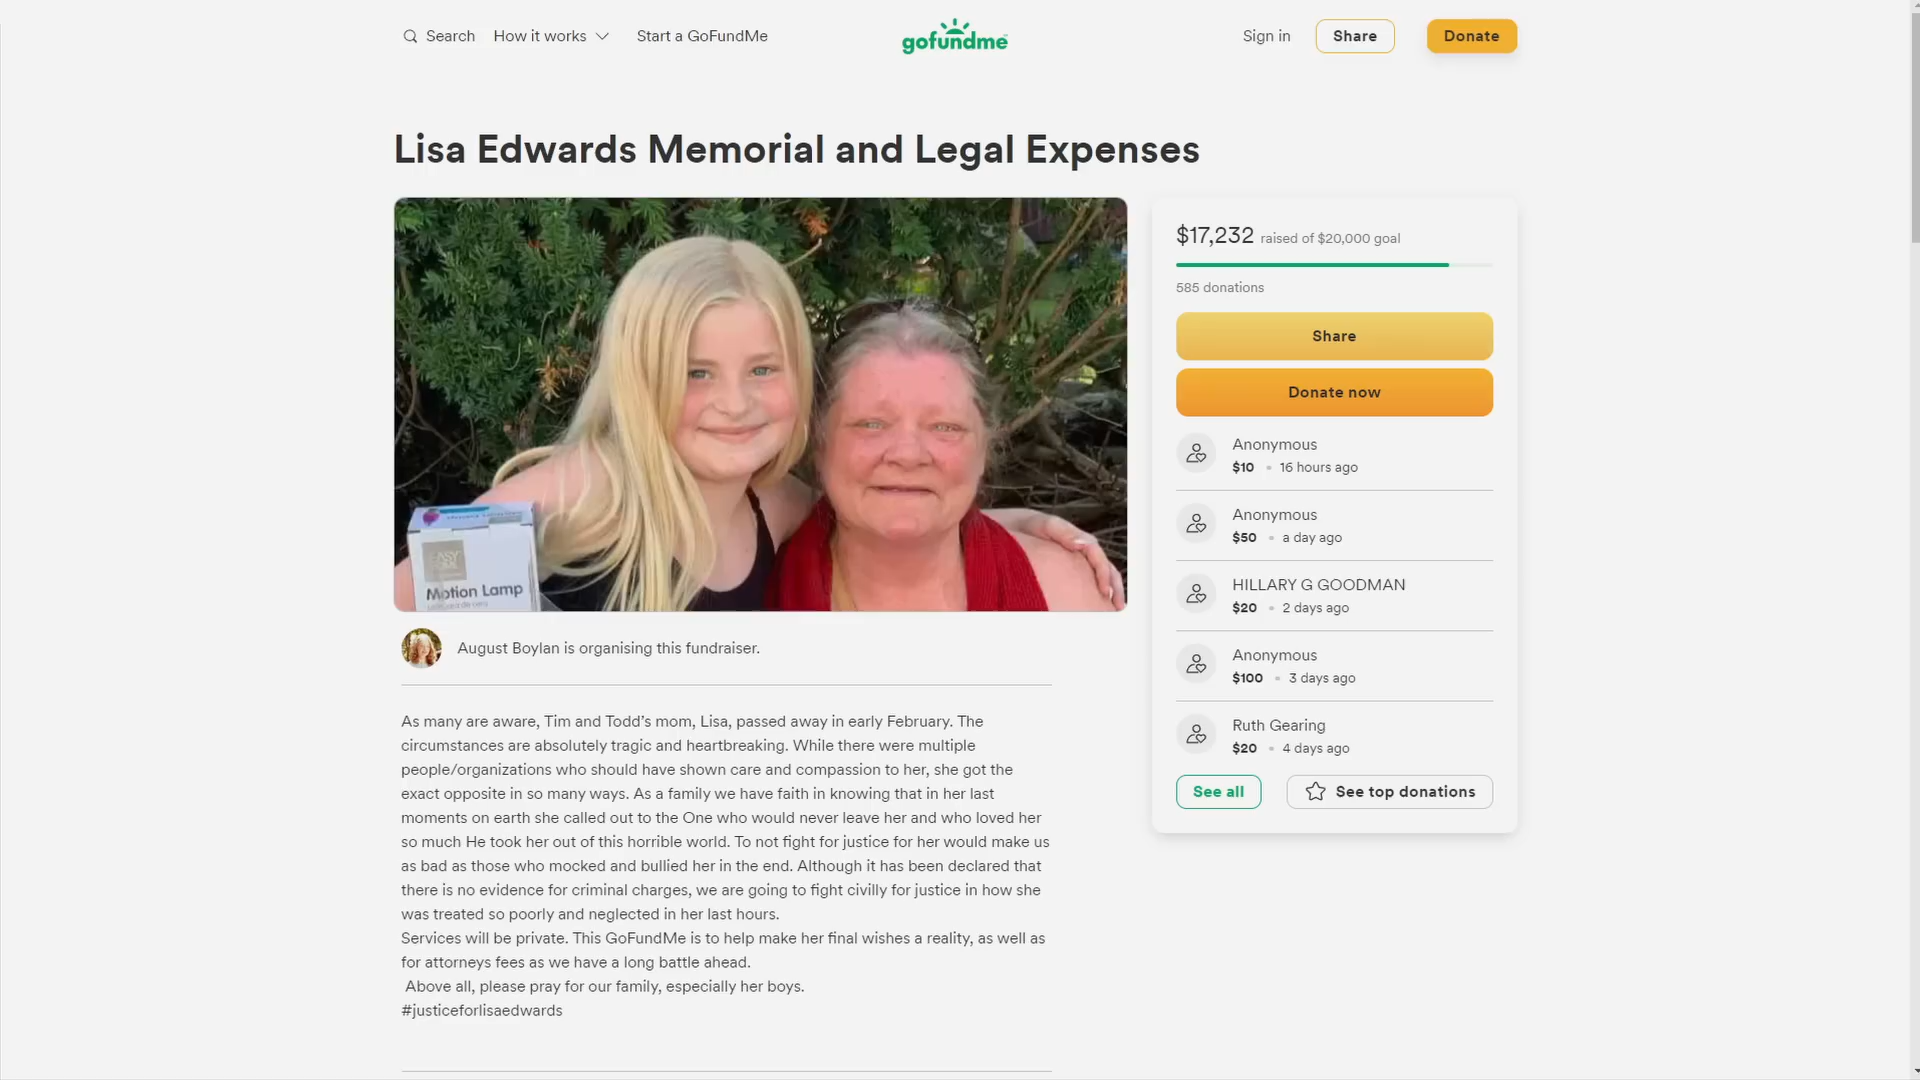 Search
How it works
Start a GoFundMe
gofundme
Sign in
Share
Donate
Lisa Edwards Memorial and Legal Expenses
Motion Lamp
August Boylan is organising this fundraiser.
As many are aware, Tim and Todd’s mom, Lisa, passed away in early February. The
circumstances are absolutely tragic and heartbreaking. While there were multiple
people/organizations who should have shown care and compassion to her, she got the
exact opposite in so many ways. As a family we have faith in knowing that in her last
moments on earth she called out to the One who would never leave her and who loved her
so much He took her out of this horrible world. To not fight for justice for her would make us
as bad as those who mocked and bullied her in the end. Although it has been declared that
there is no evidence for criminal charges, we are going to fight civilly for justice in how she
was treated so poorly and neglected in her last hours.
Services will be private. This GoFundMe is to help make her final wishes a reality, as well as
for attorneys fees as we have a long battle ahead.
Above all, please pray for our family, especially her boys.
#justiceforlisaedwards
$17,232 raised of $20,000 goal
585 donations
Share
Donate now
Anonymous
$10 • 16 hours ago
Anonymous
$50 • a day ago
HILLARY G GOODMAN
$20 • 2 days ago
Anonymous
$100 • 3 days ago
Ruth Gearing
$20 • 4 days ago
See all
See top donations